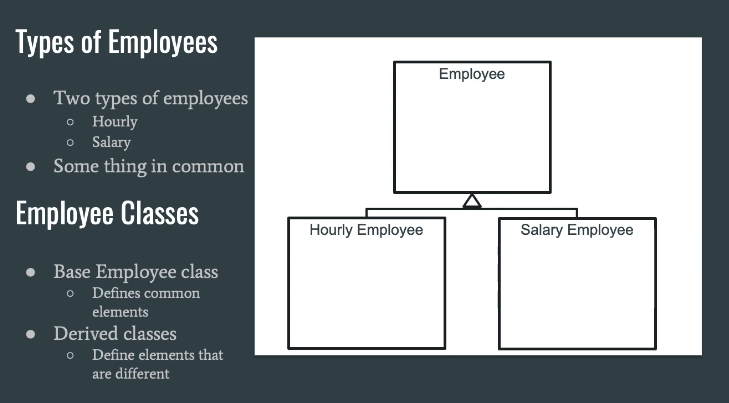 Types of Employees
● Two types of employees
○ Hourly
○ Salary
● Some thing in common
Employee Classes
● Base Employee class
○ Defines common
elements
● Derived classes
○ Define elements that
are different
Employee
Hourly Employee
Salary Employee